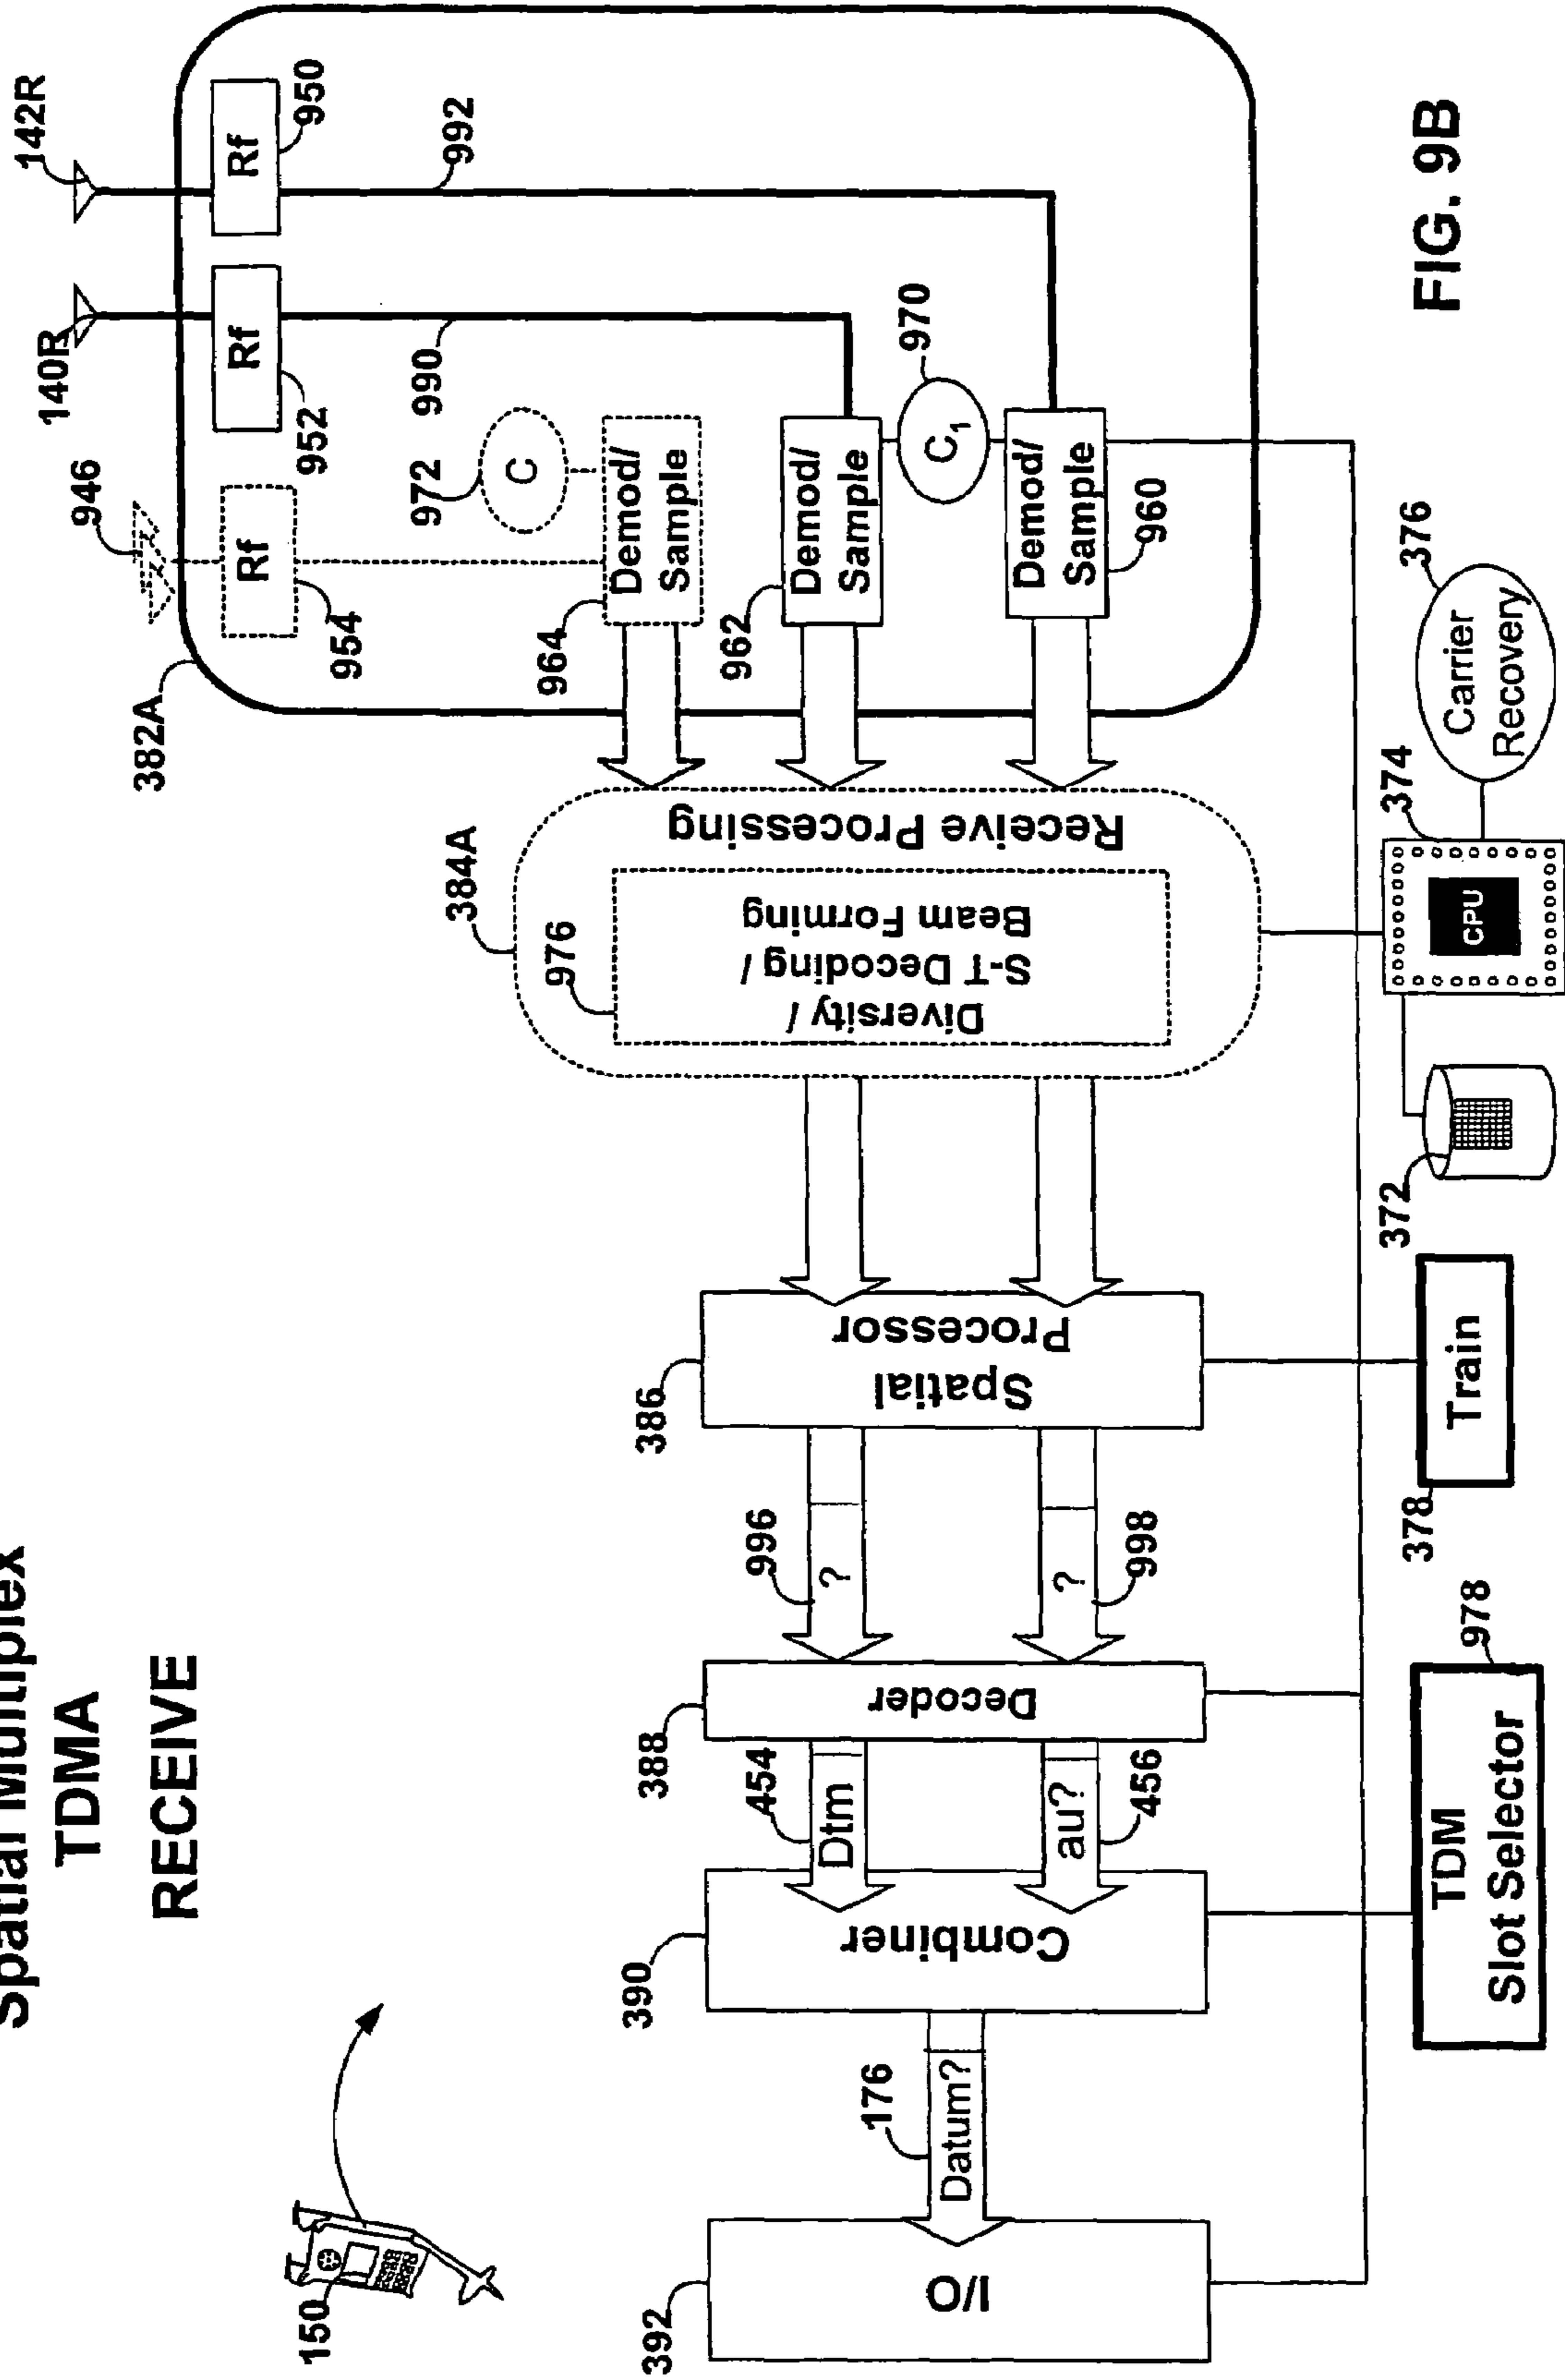 Spatial Multiplex
TDMA
RECEIVE
150
142R
140R
946
382A
Rf
950
Rf
952
Rf
954
992
990
972
C
970
C1
Demod/
Sample
964
Demod/
Sample
962
Demod/
Sample
960
384A
Receive Processing
976
Diversity /
S-T Decoding /
Beam Forming
386
Spatial
Processor
996
?
?
998
388
Decoder
454
Dtm
au?
456
390
Combiner
176
Datum?
392
I/O
TDM
Slot Selector
978
Train
378
372
374
CPU
376
Carrier
Recovery
FIG. 9B